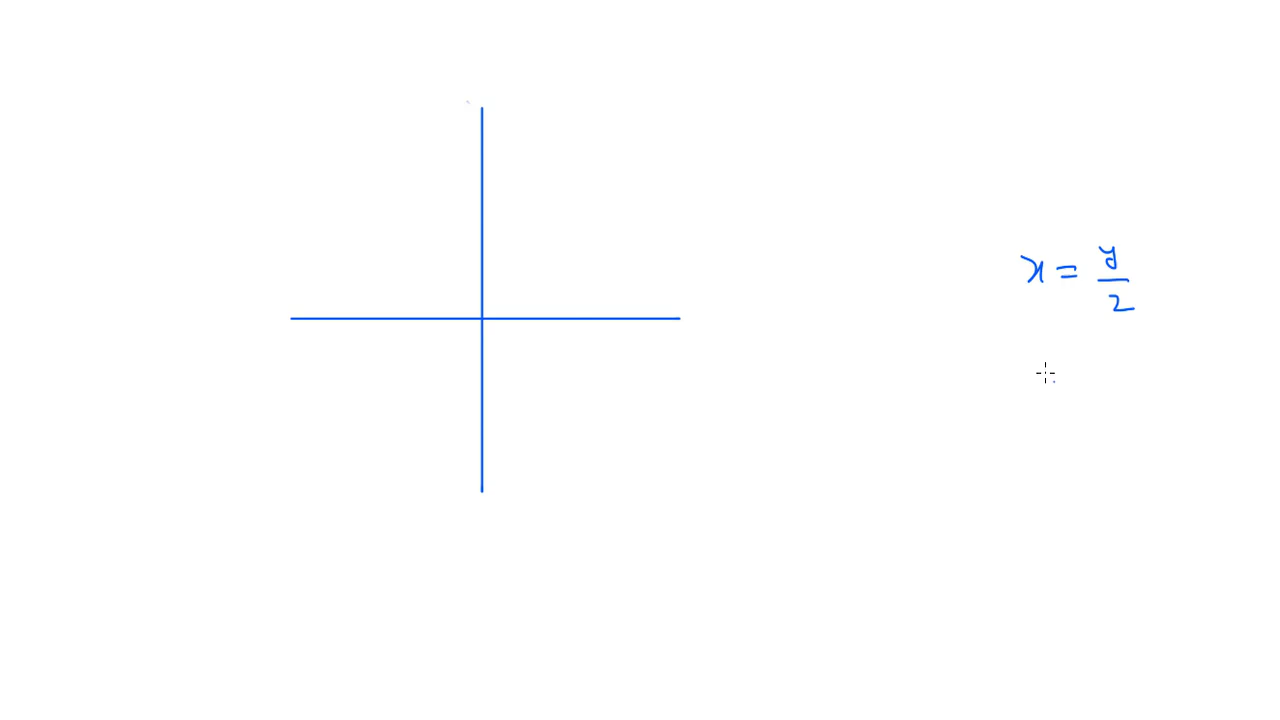 x = y/2